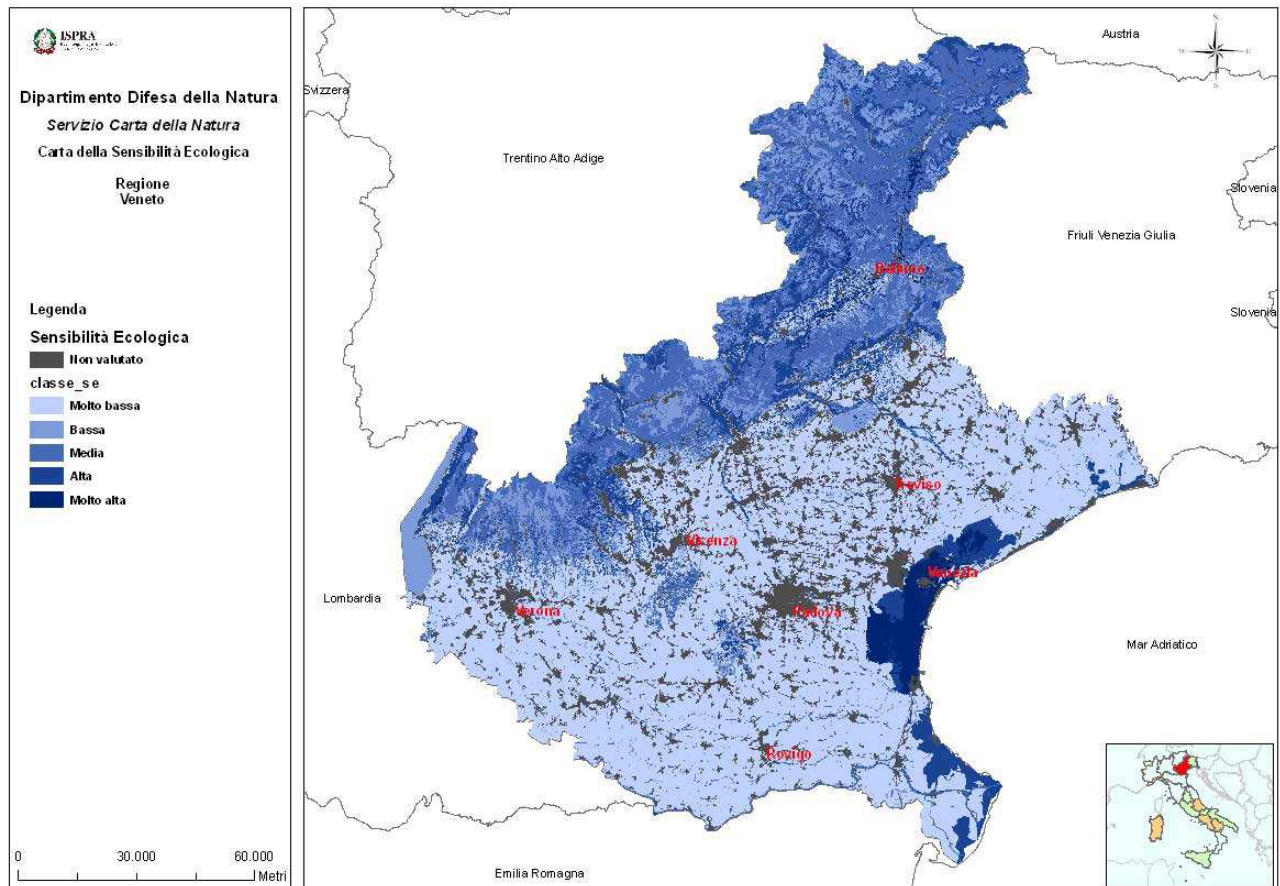 ISPRA
Dipartimento Difesa della Natura
Servizio Carta della Natura
Carta della Sensibilità Ecologica
Regione
Veneto
Legenda
Sensibilità Ecologica
Non valutato
classe_se
Molto bassa
Bassa
Media
Alta
Molto alta
0
30.000
60.000
Metri
Austria
N
W
E
S
Svizzera
Trentino Alto Adige
Slovenia
Friuli Venezia Giulia
Belluno
Slovenia
Treviso
Vicenza
Venezia
Lombardia
Verona
Padova
Mar Adriatico
Rovigo
Emilia Romagna